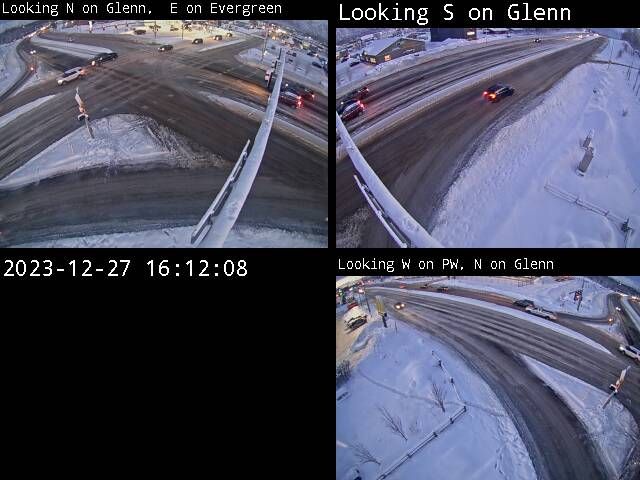 Looking N on Glenn,  E on Evergreen
Looking S on Glenn
2023-12-27 16:12:08
Looking W on PW, N on Glenn